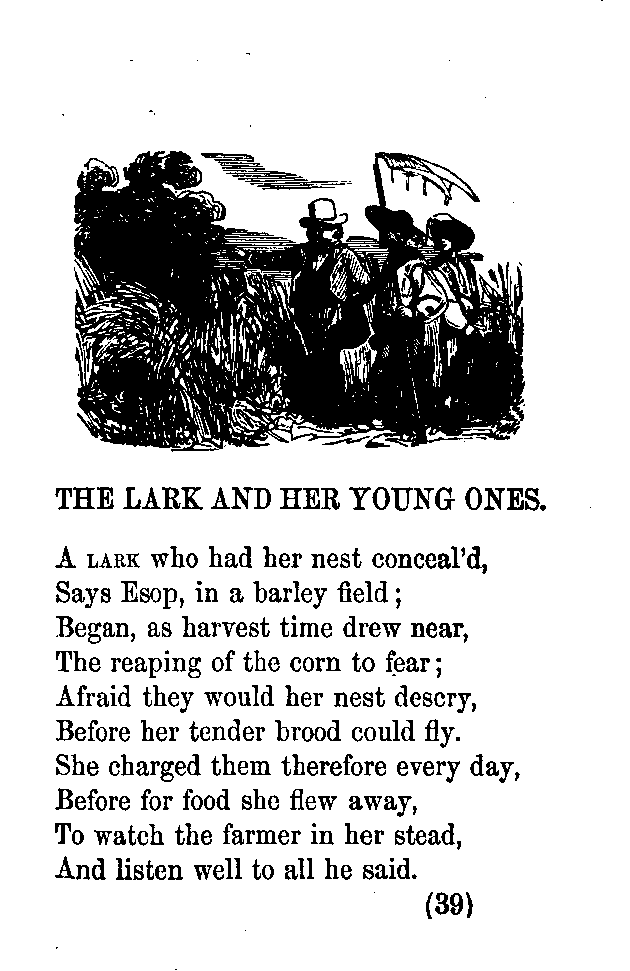 THE LARK AND HER YOUNG ONES.
A LARK who had her nest conceal'd,
Says Esop, in a barley field;
Began, as harvest time drew near,
The reaping of the corn to fear;
Afraid they would her nest descry,
Before her tender brood could fly.
She charged them therefore every day,
Before for food she flew away,
To watch the farmer in her stead,
And listen well to all he said.
(39)